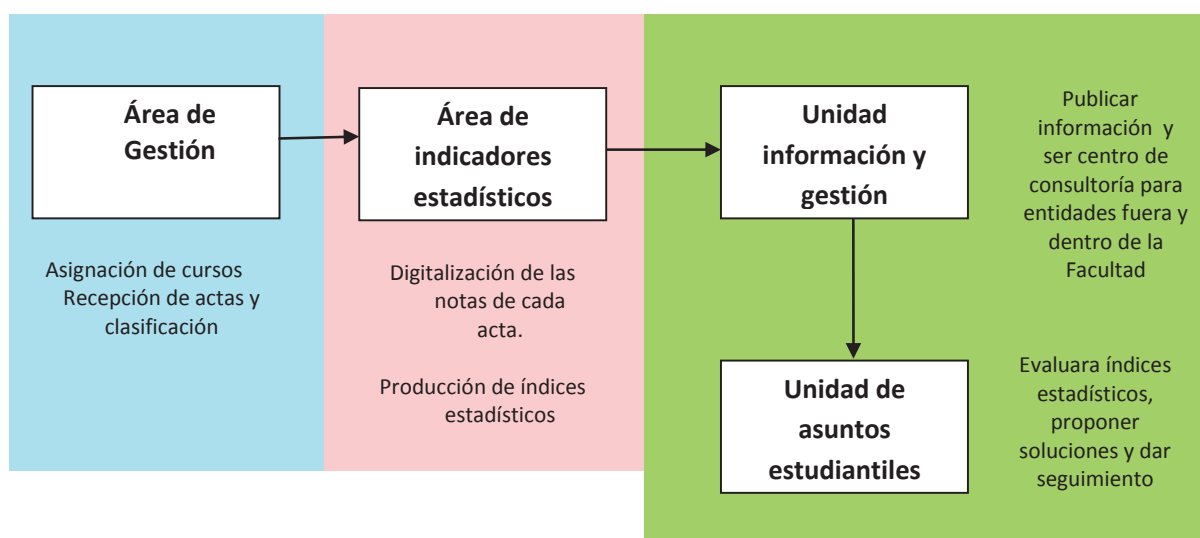 Área de
Gestión
Asignación de cursos
Recepción de actas y
clasificación
Área de
indicadores
estadísticos
Digitalización de las
notas de cada
acta.
Producción de índices
estadísticos
Unidad
información y
gestión
Publicar
información y
ser centro de
consultoría para
entidades fuera y
dentro de la
Facultad
Unidad de
asuntos
estudiantiles
Evaluara índices
estadísticos,
proponer
soluciones y dar
seguimiento